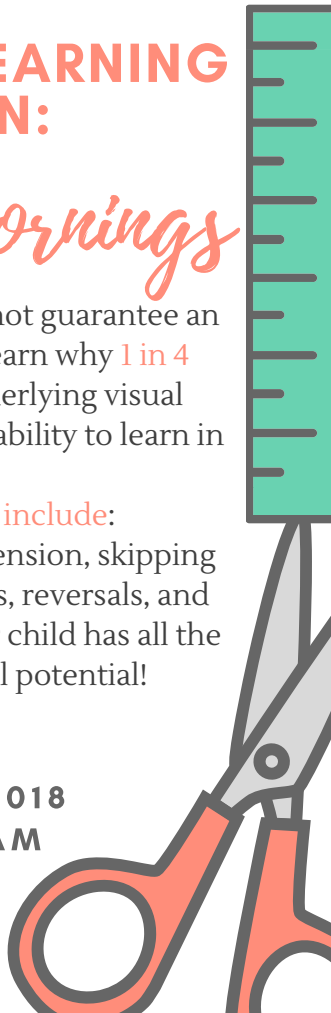 EARNING
N:
ornings
not guarantee an
earn why 1 in 4
derlying visual
ability to learn in
include:
ension, skipping
s, reversals, and
child has all the
l potential!
018
AM